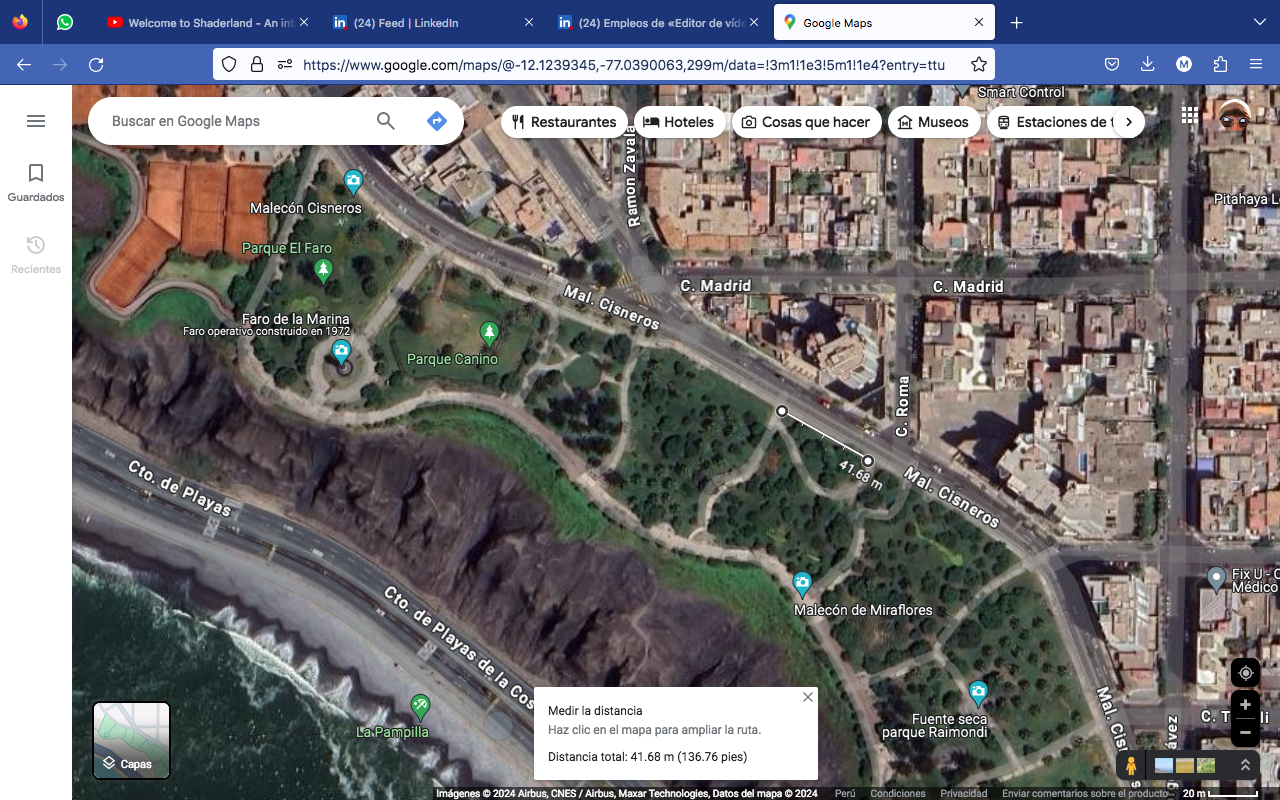 Welcome to Shaderland - An int
(24) Feed | LinkedIn
(24) Empleos de «Editor de víde
Google Maps
https://www.google.com/maps/@-12.1239345,-77.0390063,299m/data=!3m1!1e3!5m1!1e4?entry=ttu
M
Smart Control
Buscar en Google Maps
Restaurantes
Hoteles
Cosas que hacer
Museos
Estaciones de t
Guardados
Recientes
Ramon Zavala
Pitahaya L
Malecón Cisneros
Parque El Faro
C. Madrid
C. Madrid
Mal. Cisneros
Faro de la Marina
Faro operativo construido en 1972
Parque Canino
C. Roma
41.68 m
Mal. Cisneros
Cto. de Playas
Fix U - C
Médico
Malecón de Miraflores
Cto. de Playas de la Cos
Fuente seca
parque Raimondi
La Pampilla
Mal. Cis
Capas
Medir la distancia
Haz clic en el mapa para ampliar la ruta.
Distancia total: 41.68 m (136.76 pies)
Imágenes © 2024 Airbus, CNES / Airbus, Maxar Technologies, Datos del mapa © 2024
Perú
Condiciones
Privacidad
Enviar comentarios sobre el producto
20 m